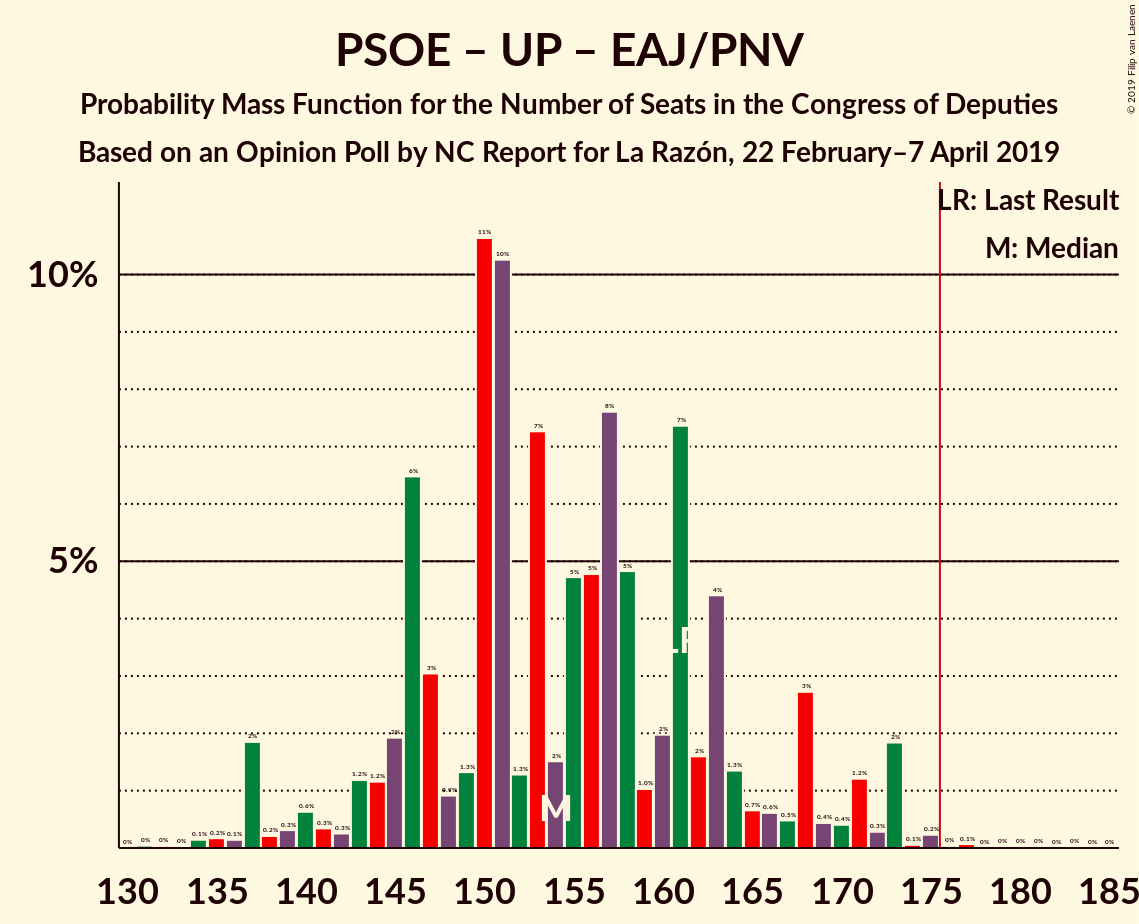 PSOE – UP – EAJ/PNV
Probability Mass Function for the Number of Seats in the Congress of Deputies
Based on an Opinion Poll by NC Report for La Razón, 22 February–7 April 2019
© 2019 Filip van Laenen
LR: Last Result
M: Median
10%
5%
0% 0% 0% 0% 0.1% 0.2% 0.1% 2% 0.2% 0.3% 0.6% 0.3% 0.3% 1.2% 1.2% 2% 6% 3% 0.9% 1.3% 11% 10% 1.3% 7% 2% 5% 5% 8% 5% 1.0% 2% 7% 2% 4% 1.3% 0.7% 0.6% 0.5% 3% 0.4% 0.4% 1.2% 0.3% 2% 0.1% 0.2% 0% 0.1% 0% 0% 0% 0% 0% 0% 0% 0%
LR
M
130 135 140 145 150 155 160 165 170 175 180 185